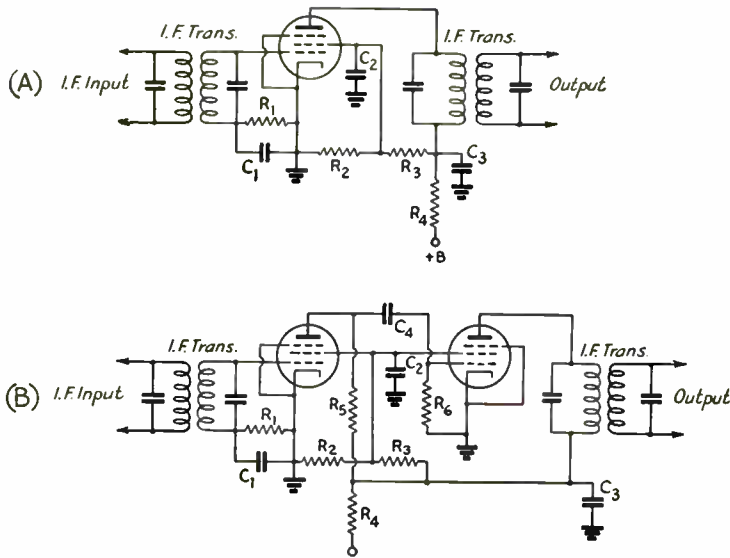 I.F. Trans.
I.F. Trans.
(A) I.F. Input
C2
Output
R1
C1
R2
R3
C3
R4
+B
C4
I.F. Trans.
I.F. Trans.
(B) I.F. Input
C2
R5
R6
Output
R1
C1
R2
R3
R4
C3